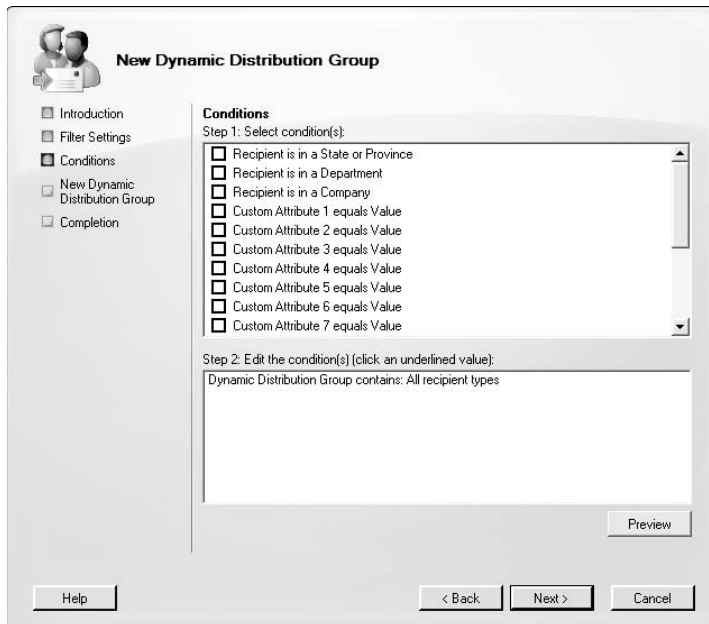 New Dynamic Distribution Group
Introduction
Filter Settings
Conditions
New Dynamic
Distribution Group
Completion
Conditions
Step 1: Select condition(s):
Recipient is in a State or Province
Recipient is in a Department
Recipient is in a Company
Custom Attribute 1 equals Value
Custom Attribute 2 equals Value
Custom Attribute 3 equals Value
Custom Attribute 4 equals Value
Custom Attribute 5 equals Value
Custom Attribute 6 equals Value
Custom Attribute 7 equals Value
Step 2: Edit the condition(s) (click an underlined value):
Dynamic Distribution Group contains: All recipient types
Preview
Help
< Back
Next >
Cancel